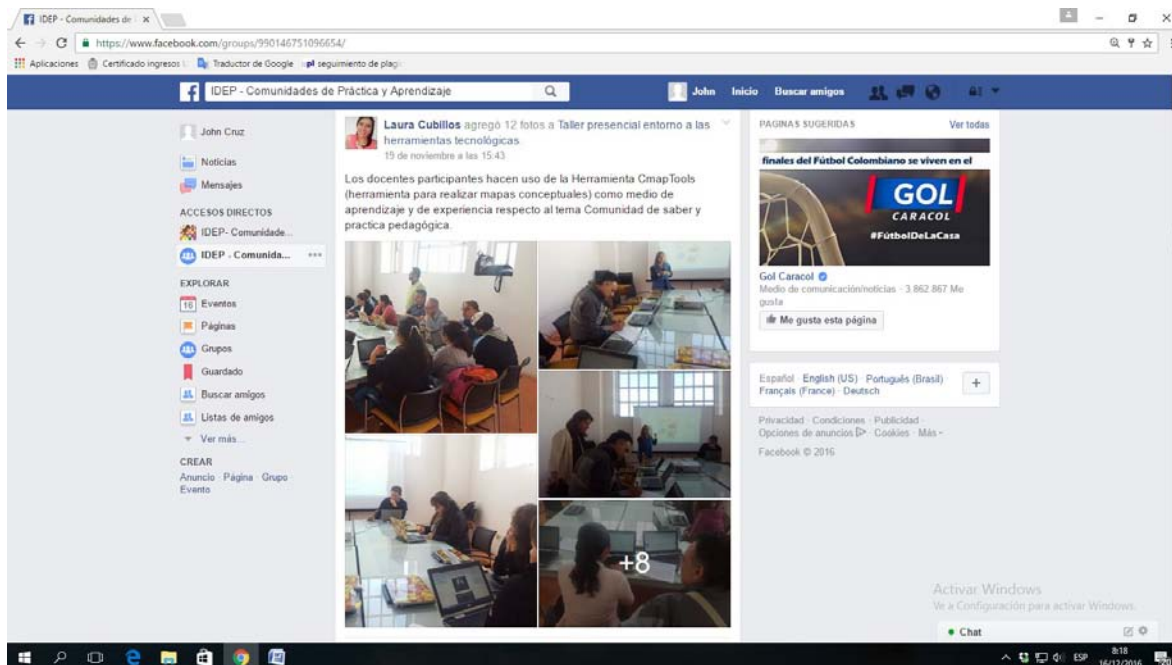 IDEP - Comunidades de
https://www.facebook.com/groups/990146751096654/
Aplicaciones Certificado ingresos Traductor de Google seguimiento de plagi
IDEP - Comunidades de Práctica y Aprendizaje
John Inicio Buscar amigos
John Cruz
Noticias
Mensajes
ACCESOS DIRECTOS
IDEP- Comunidade...
IDEP - Comunida...
EXPLORAR
16 Eventos
Páginas
Grupos
Guardado
Buscar amigos
Listas de amigos
Ver más...
CREAR
Anuncio · Página · Grupo ·
Evento
Laura Cubillos agregó 12 fotos a Taller presencial entorno a las
herramientas tecnológicas.
19 de noviembre a las 15:43
Los docentes participantes hacen uso de la Herramienta CmapTools
(herramienta para realizar mapas conceptuales) como medio de
aprendizaje y de experiencia respecto al tema Comunidad de saber y
practica pedagógica.
+8
PÁGINAS SUGERIDAS Ver todas
finales del Fútbol Colombiano se viven en el
GOL
CARACOL
#FútbolDeLaCasa
Gol Caracol
Medio de comunicación/noticias · 3 862 867 Me
gusta
Me gusta esta página
Español · English (US) · Português (Brasil) ·
Français (France) · Deutsch
+
Privacidad · Condiciones · Publicidad ·
Opciones de anuncios · Cookies · Más
Facebook © 2016
Activar Windows
Ve a Configuración para activar Windows.
Chat
ESP
8:18
16/12/2016